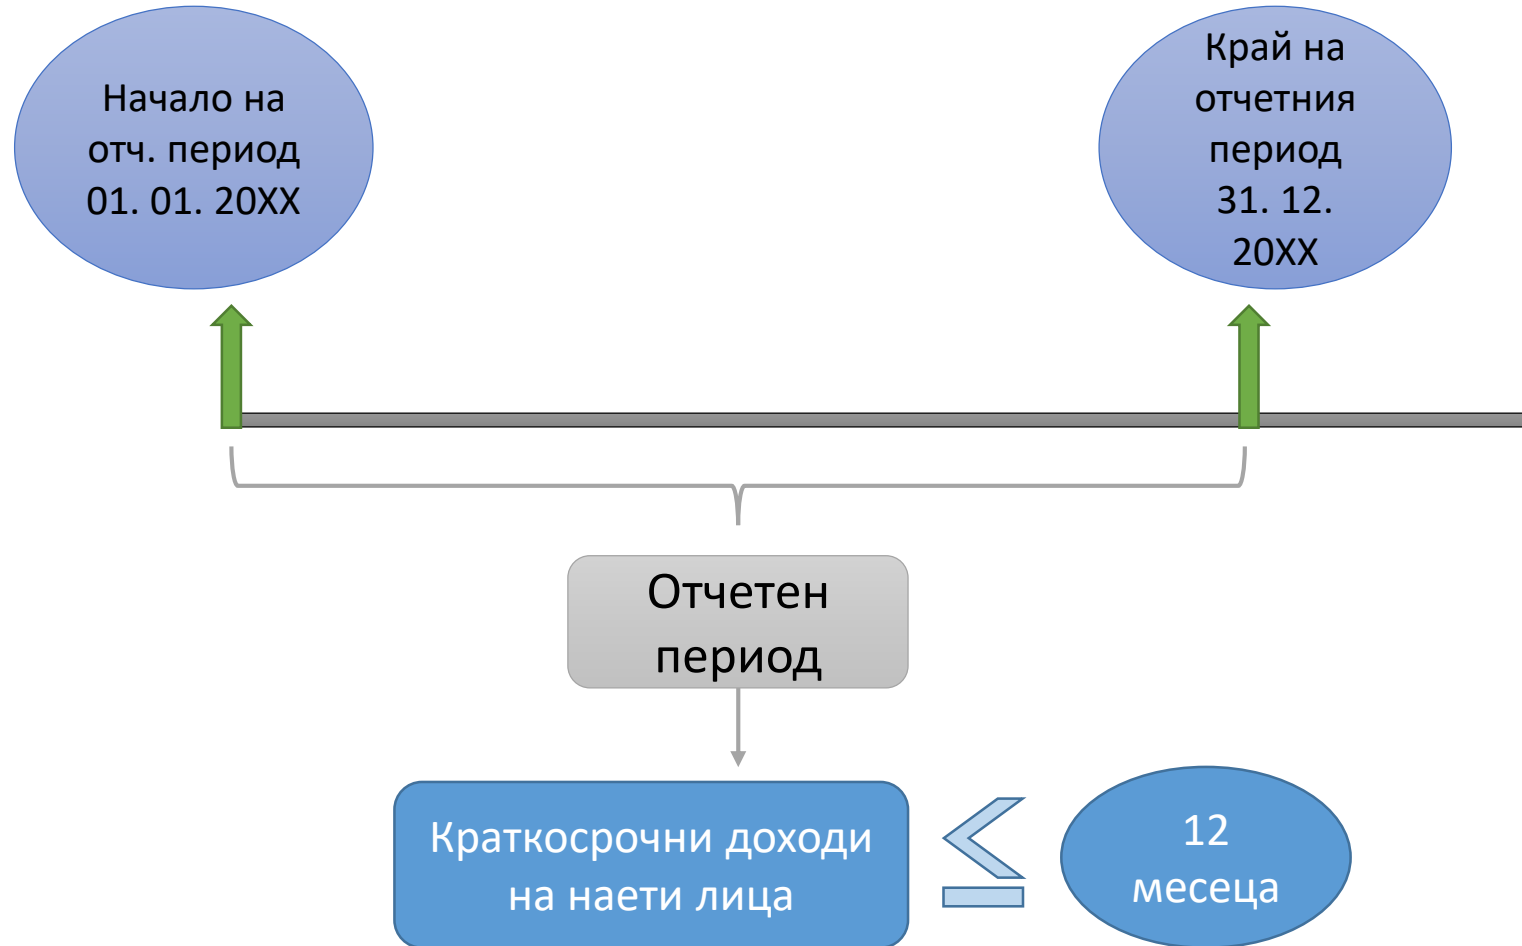 Начало на
отч. период
01. 01. 20XX
Край на
отчетния
период
31. 12.
20XX
Отчетен
период
Краткосрочни доходи
на наети лица
≤
12
месеца